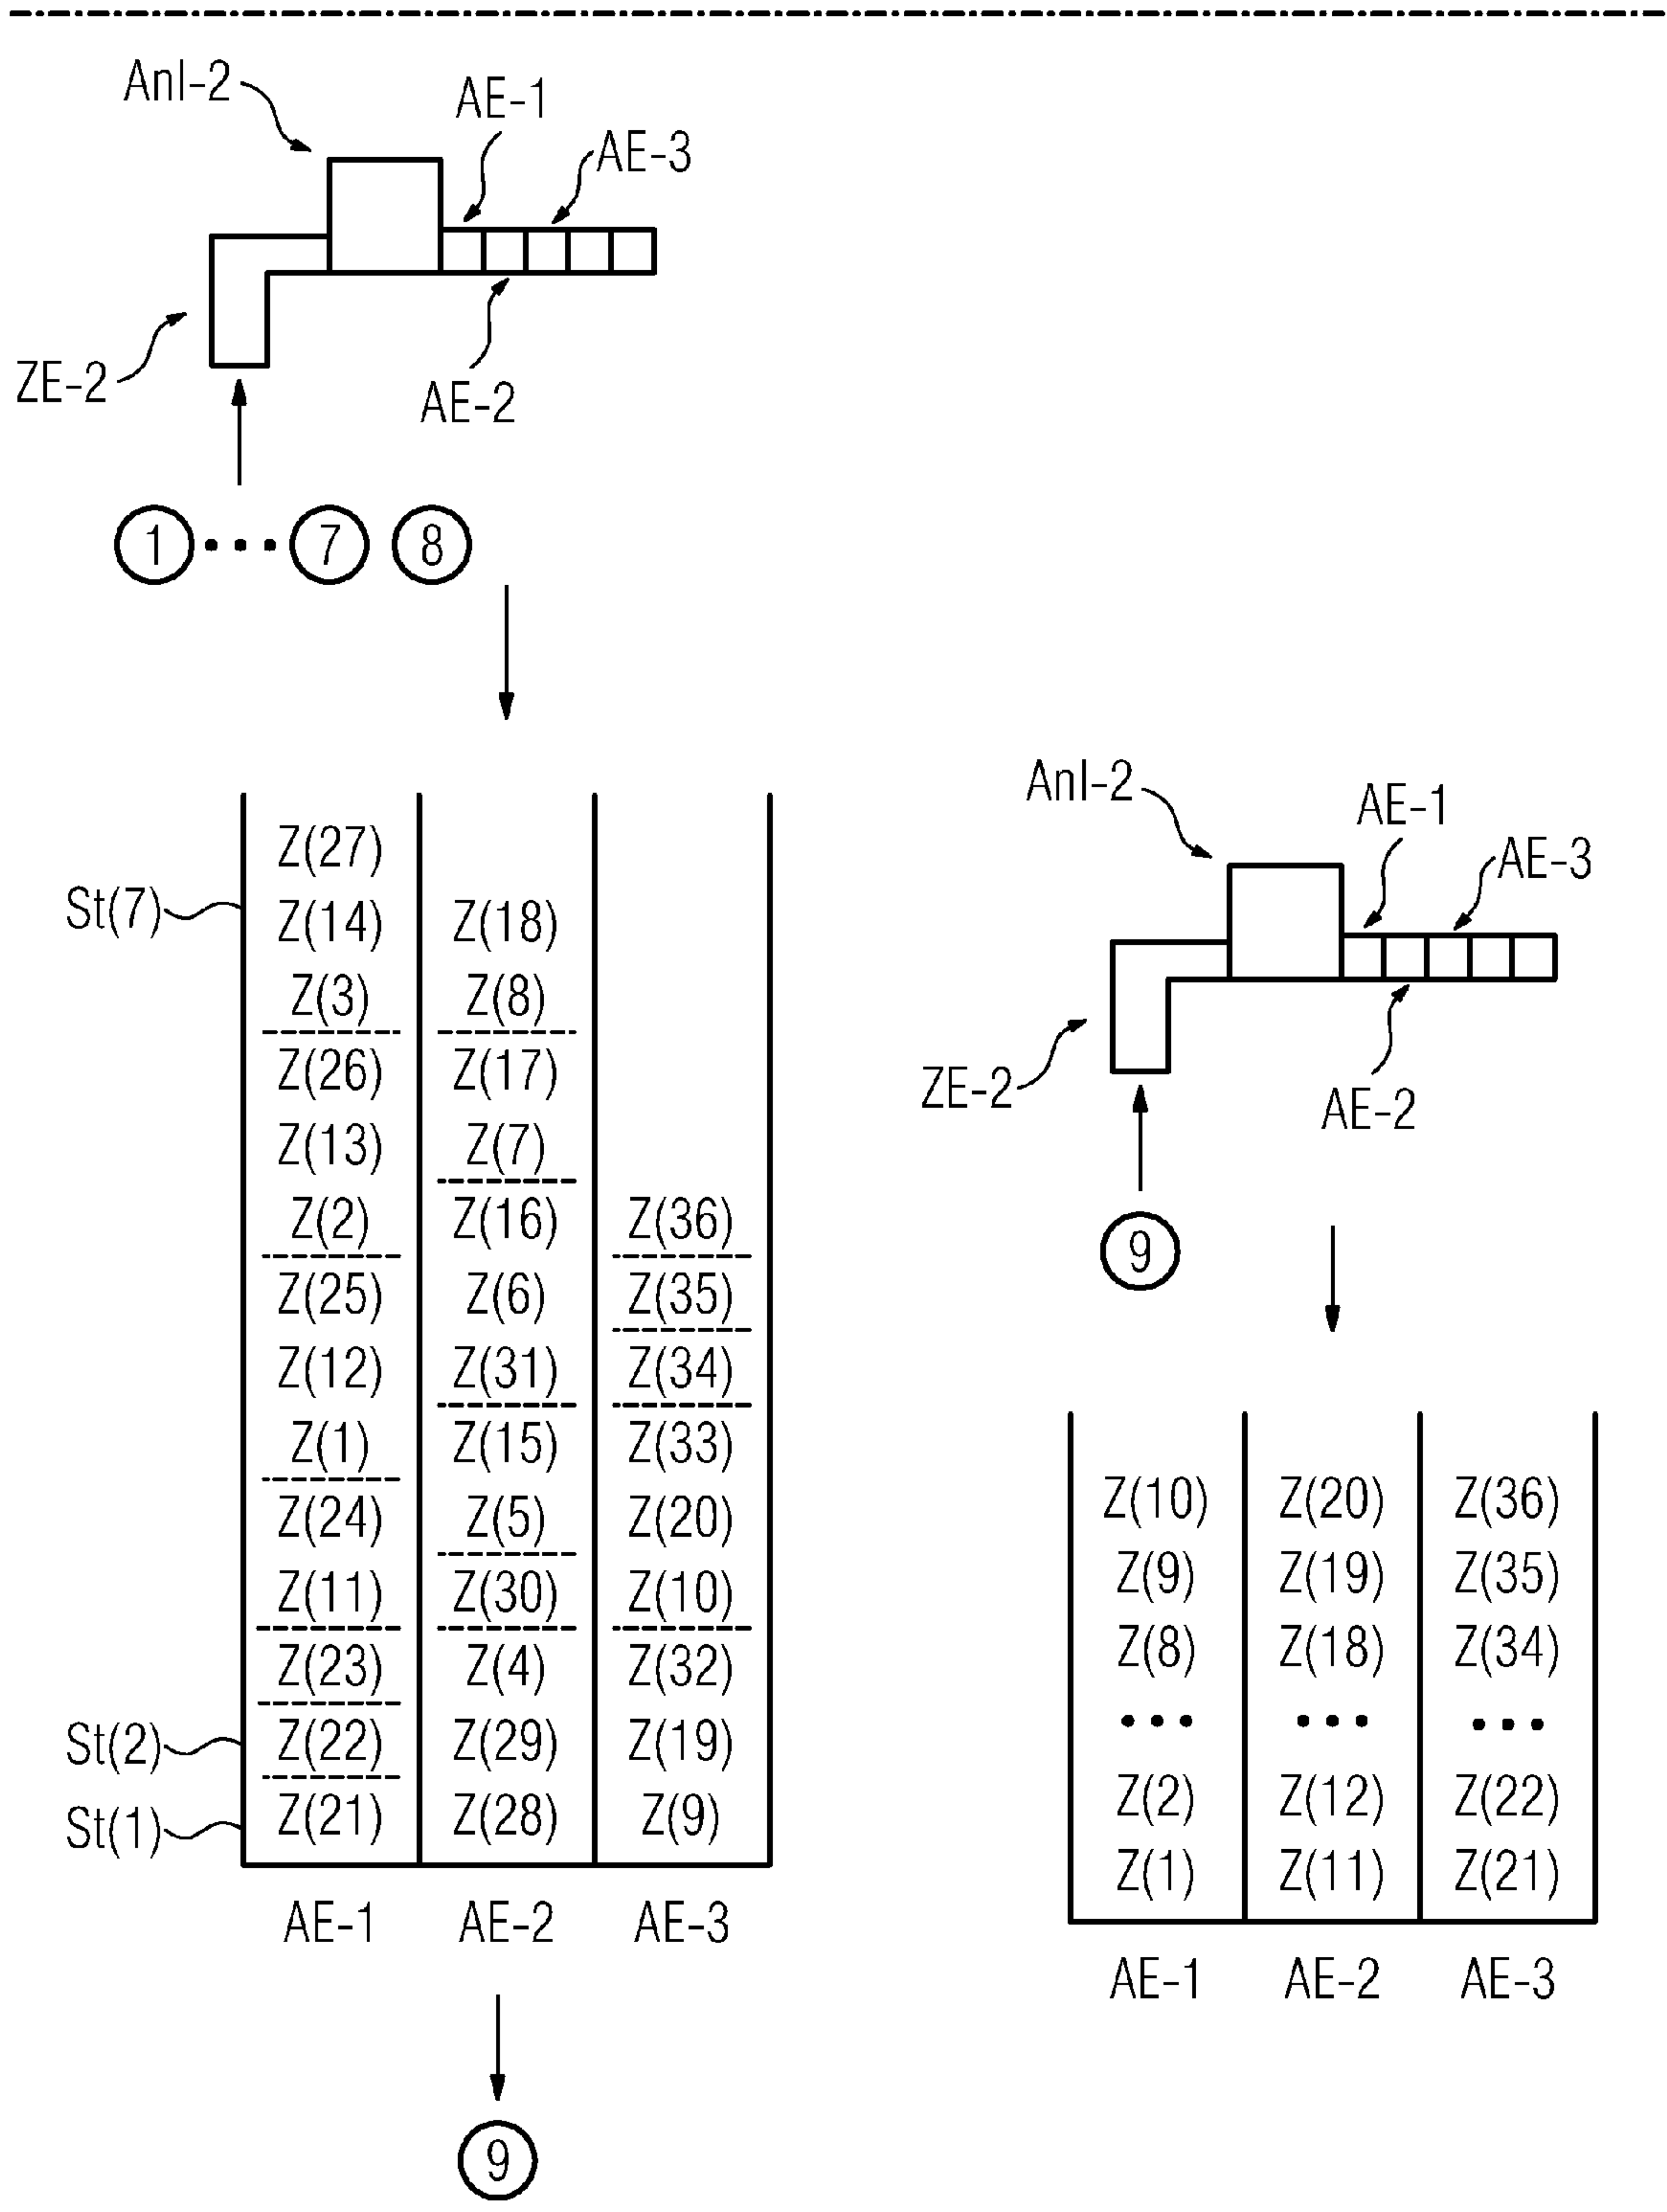 AnI-2
AE-1
AE-3
ZE-2
AE-2
1 ••• 7 8
Z(27)
St(7) Z(14) Z(18)
Z(3) Z(8)
Z(26) Z(17)
Z(13) Z(7)
Z(2) Z(16) Z(36)
Z(25) Z(6) Z(35)
Z(12) Z(31) Z(34)
Z(1) Z(15) Z(33)
Z(24) Z(5) Z(20)
Z(11) Z(30) Z(10)
Z(23) Z(4) Z(32)
St(2) Z(22) Z(29) Z(19)
St(1) Z(21) Z(28) Z(9)
AE-1 AE-2 AE-3
9
AnI-2
AE-1
AE-3
ZE-2
AE-2
9
Z(10) Z(20) Z(36)
Z(9) Z(19) Z(35)
Z(8) Z(18) Z(34)
••• ••• •••
Z(2) Z(12) Z(22)
Z(1) Z(11) Z(21)
AE-1 AE-2 AE-3